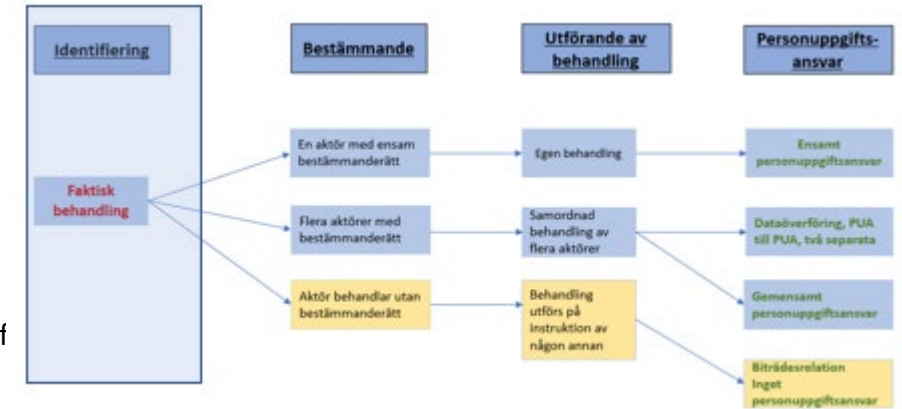 Identifiering
Bestämmande
Utförande av
behandling
Personuppgifts-
ansvar
Faktisk
behandling
En aktör med ensam
bestämmanderätt
Egen behandling
Ensamt
personuppgiftsansvar
Flera aktörer med
bestämmanderätt
Samordnad
behandling av
flera aktörer
Dataöverföring, PUA
till PUA, två separata
Gemensamt
personuppgiftsansvar
Aktör behandlar utan
bestämmanderätt
Behandling
utförs på
instruktion av
någon annan
Biträdesrelation
Inget
personuppgiftsansvar
f